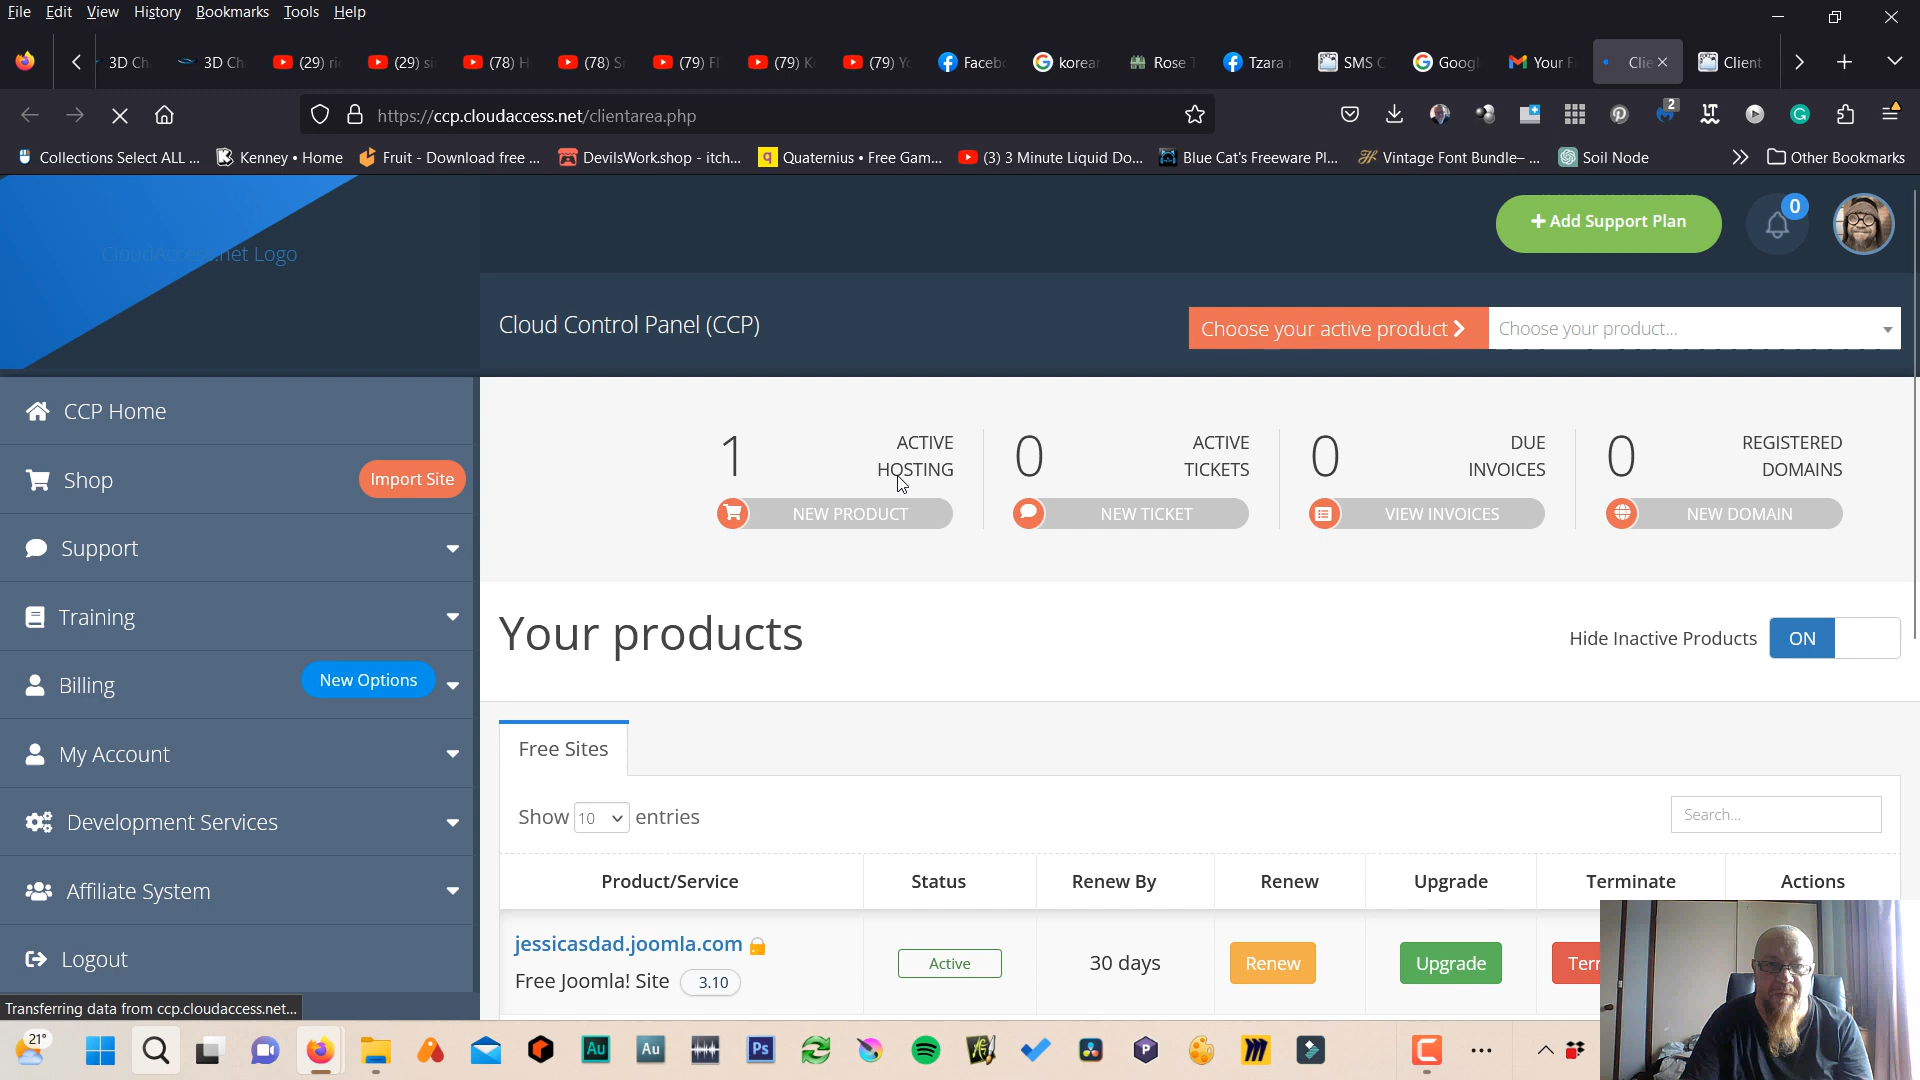 File Edit View History Bookmarks Tools Help
3D Ch 3D Ch (29) ri (29) si (78) H (78) S (79) Fl (79) K (79) Yo Faceb korea Rose T Tzara SMS C Goog Your F Clie Client
https://ccp.cloudaccess.net/clientarea.php
2
Collections Select ALL ... Kenney • Home Fruit - Download free ... DevilsWork.shop - itch... Quaternius • Free Gam... (3) 3 Minute Liquid Do... Blue Cat's Freeware Pl... Vintage Font Bundle– ... Soil Node Other Bookmarks
CloudAccess.net Logo
+ Add Support Plan
0
Cloud Control Panel (CCP)
Choose your active product
Choose your product...
CCP Home
Shop
Import Site
Support
Training
Billing
New Options
My Account
Development Services
Affiliate System
Logout
1 ACTIVE HOSTING
NEW PRODUCT
0 ACTIVE TICKETS
NEW TICKET
0 DUE INVOICES
VIEW INVOICES
0 REGISTERED DOMAINS
NEW DOMAIN
Your products
Hide Inactive Products ON
Free Sites
Show 10 entries
Search...
Product/Service Status Renew By Renew Upgrade Terminate Actions
jessicasdad.joomla.com Active 30 days Renew Upgrade Terr
Free Joomla! Site 3.10
Transferring data from ccp.cloudaccess.net...
21°
Au Au Ps